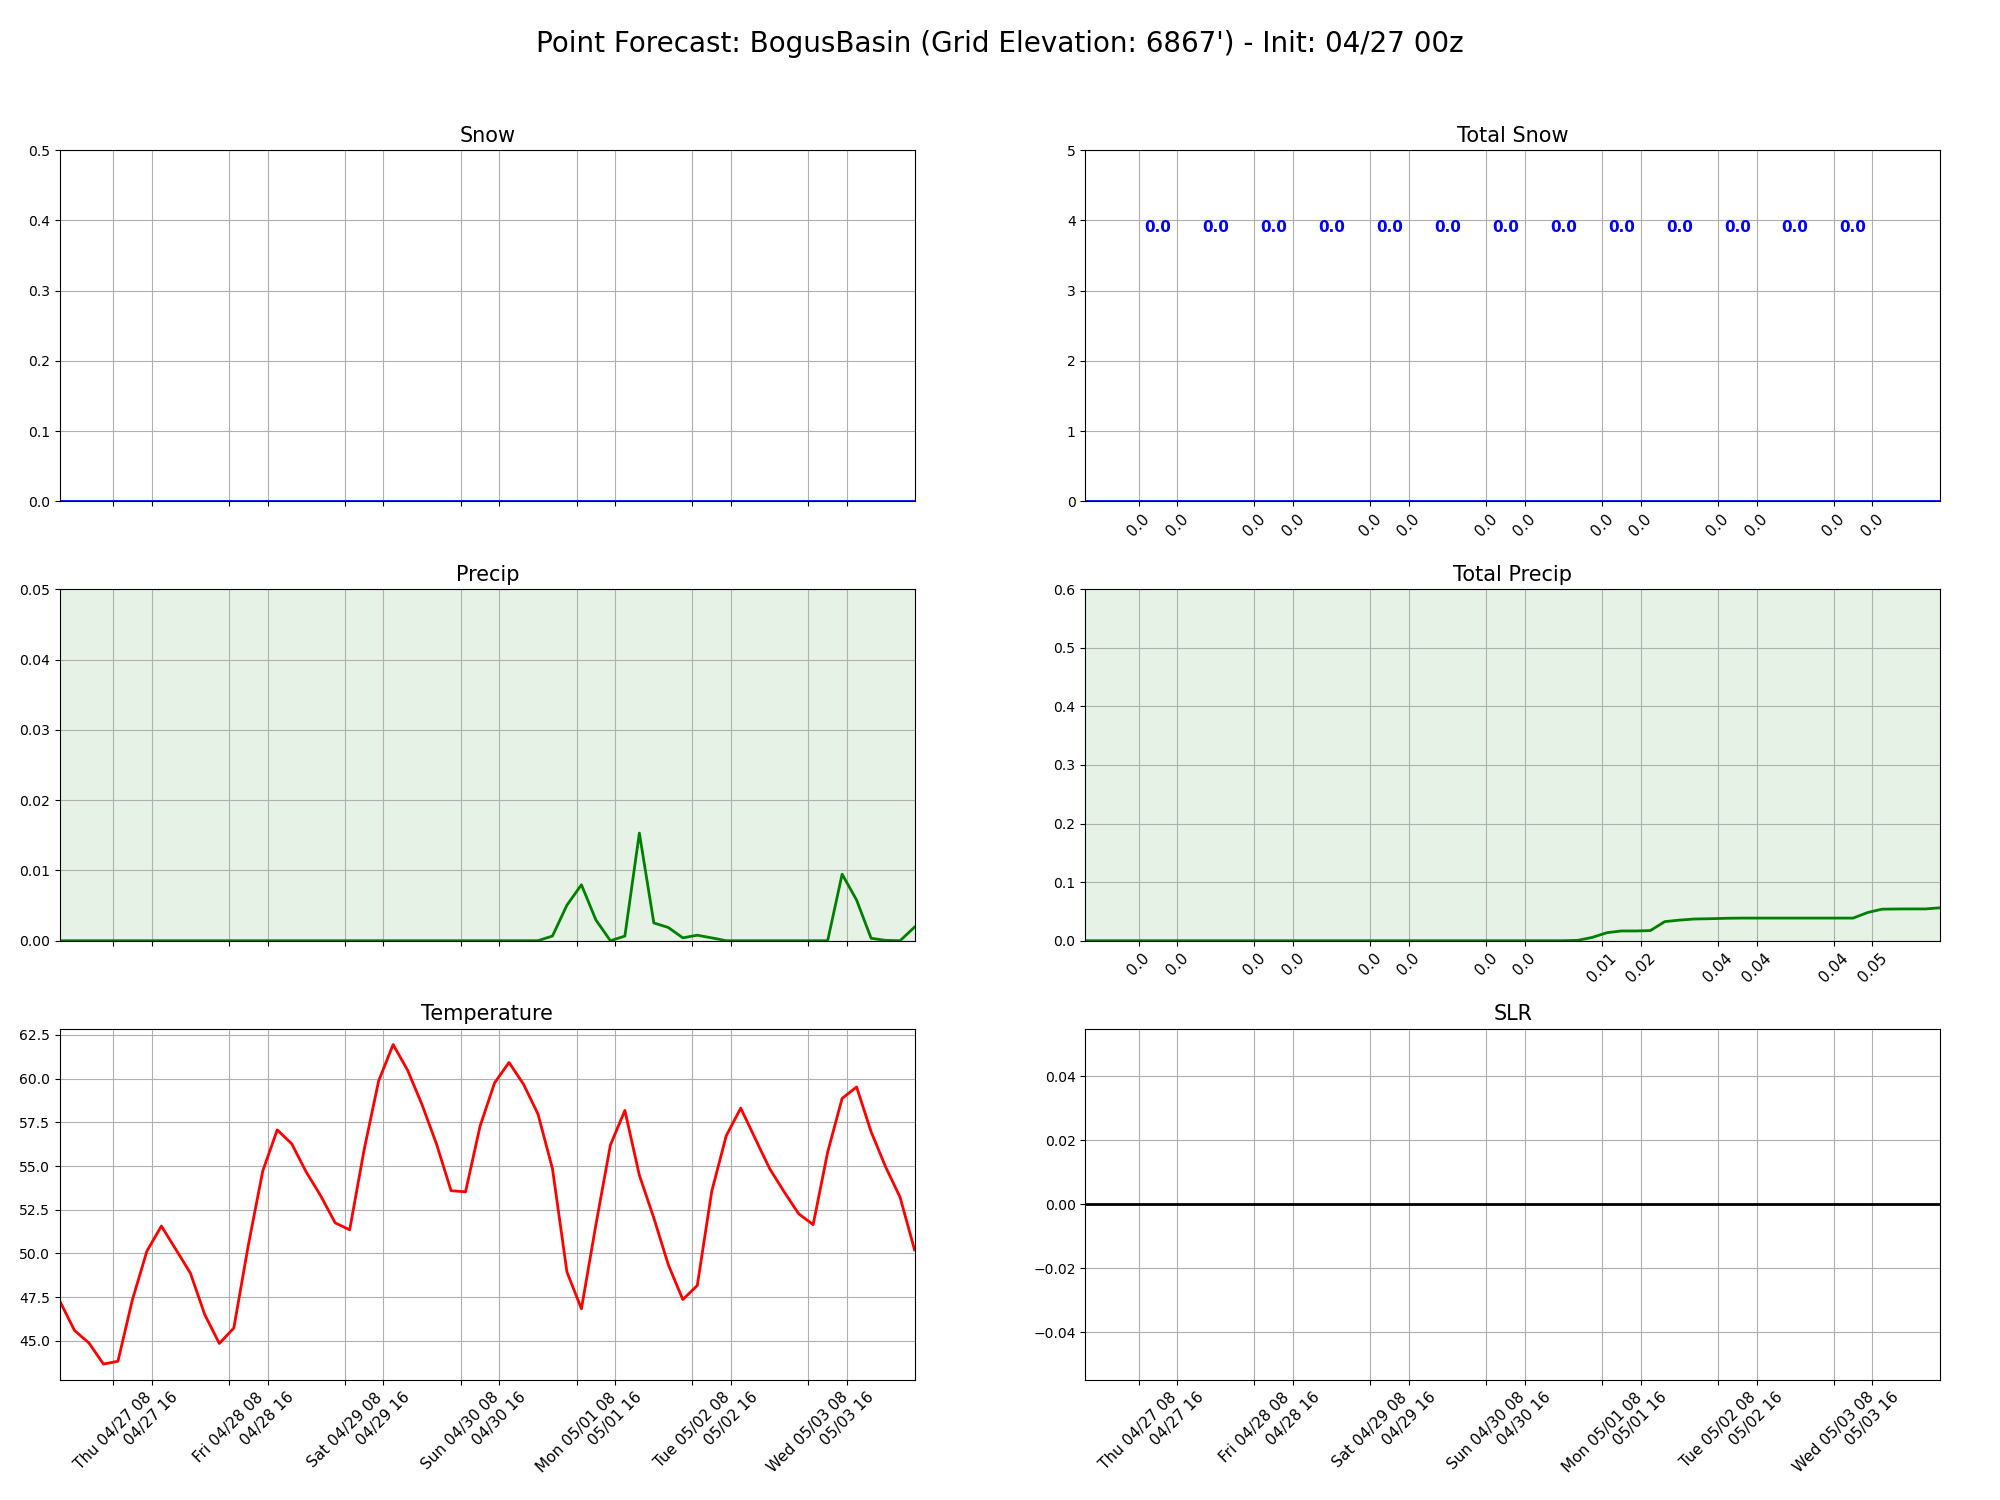 Point Forecast: BogusBasin (Grid Elevation: 6867') - Init: 04/27 00z
Snow
0.5
0.4
0.3
0.2
0.1
0.0
Total Snow
5
4
3
2
1
0
0.0 0.0 0.0 0.0 0.0 0.0 0.0 0.0 0.0 0.0 0.0 0.0 0.0
0.0 0.0 0.0 0.0 0.0 0.0 0.0 0.0 0.0 0.0 0.0 0.0 0.0 0.0
Precip
0.05
0.04
0.03
0.02
0.01
0.00
Total Precip
0.6
0.5
0.4
0.3
0.2
0.1
0.0
0.0 0.0 0.0 0.0 0.0 0.0 0.0 0.0 0.01 0.02 0.04 0.04 0.04 0.05
Temperature
62.5
60.0
57.5
55.0
52.5
50.0
47.5
45.0
Thu 04/27 08
04/27 16
Fri 04/28 08
04/28 16
Sat 04/29 08
04/29 16
Sun 04/30 08
04/30 16
Mon 05/01 08
05/01 16
Tue 05/02 08
05/02 16
Wed 05/03 08
05/03 16
SLR
0.04
0.02
0.00
−0.02
−0.04
Thu 04/27 08
04/27 16
Fri 04/28 08
04/28 16
Sat 04/29 08
04/29 16
Sun 04/30 08
04/30 16
Mon 05/01 08
05/01 16
Tue 05/02 08
05/02 16
Wed 05/03 08
05/03 16